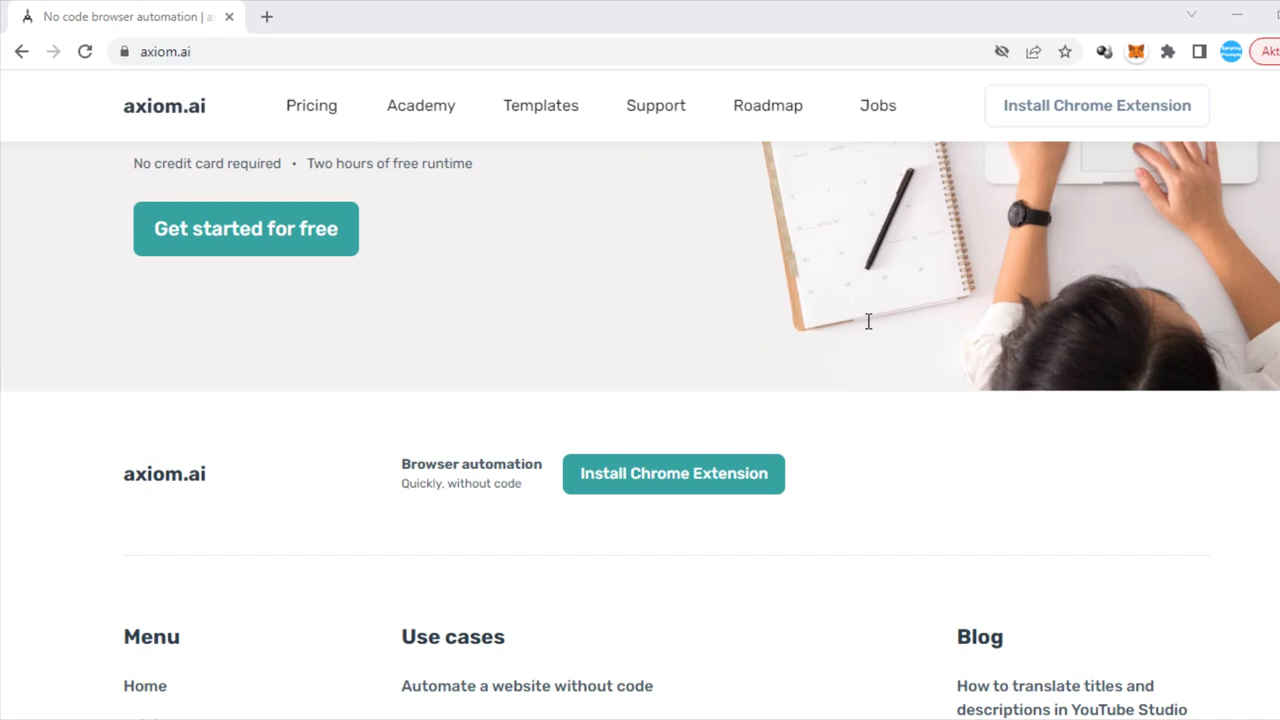 No code browser automation | a
axiom.ai
Akt
axiom.ai
Pricing
Academy
Templates
Support
Roadmap
Jobs
Install Chrome Extension
No credit card required • Two hours of free runtime
Get started for free
axiom.ai
Browser automation
Quickly, without code
Install Chrome Extension
Menu
Use cases
Blog
Home
Automate a website without code
How to translate titles and
descriptions in YouTube Studio